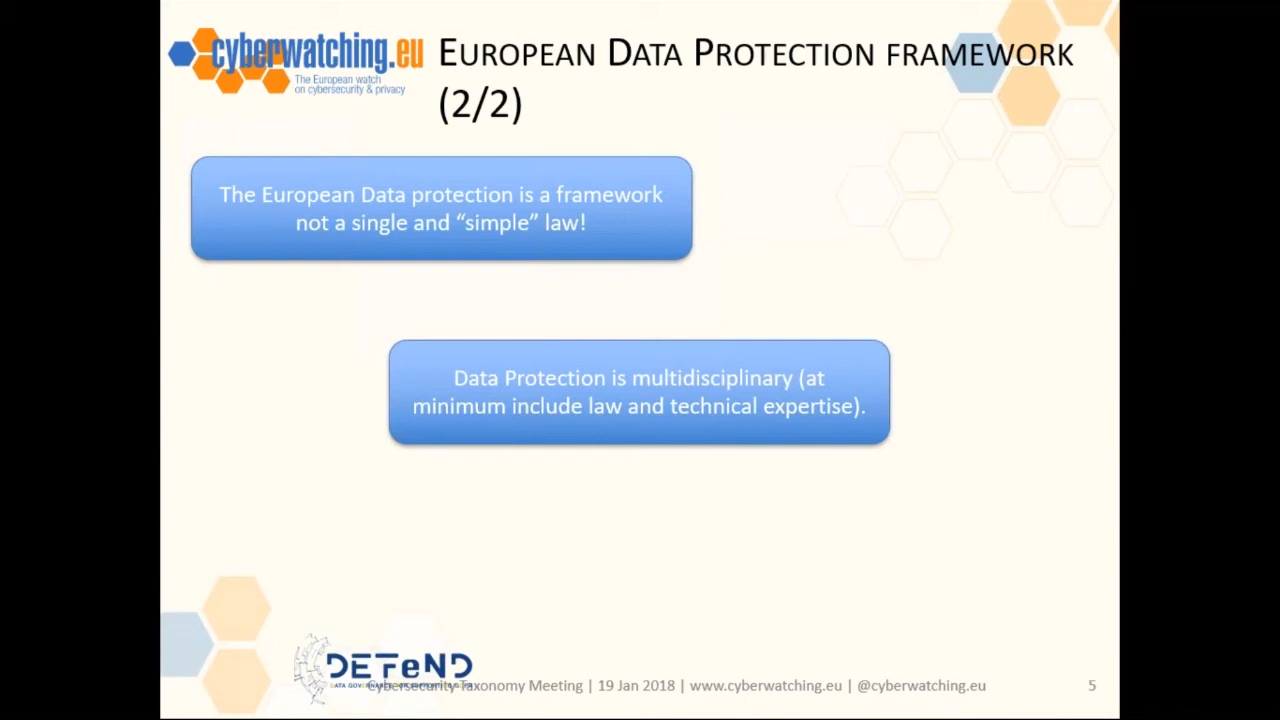 cyberwatching.eu
The European watch
on cybersecurity & privacy
EUROPEAN DATA PROTECTION FRAMEWORK
(2/2)
The European Data protection is a framework
not a single and “simple” law!
Data Protection is multidisciplinary (at
minimum include law and technical expertise).
DEFeND
Cybersecurity Taxonomy Meeting | 19 Jan 2018 | www.cyberwatching.eu | @cyberwatching.eu
5